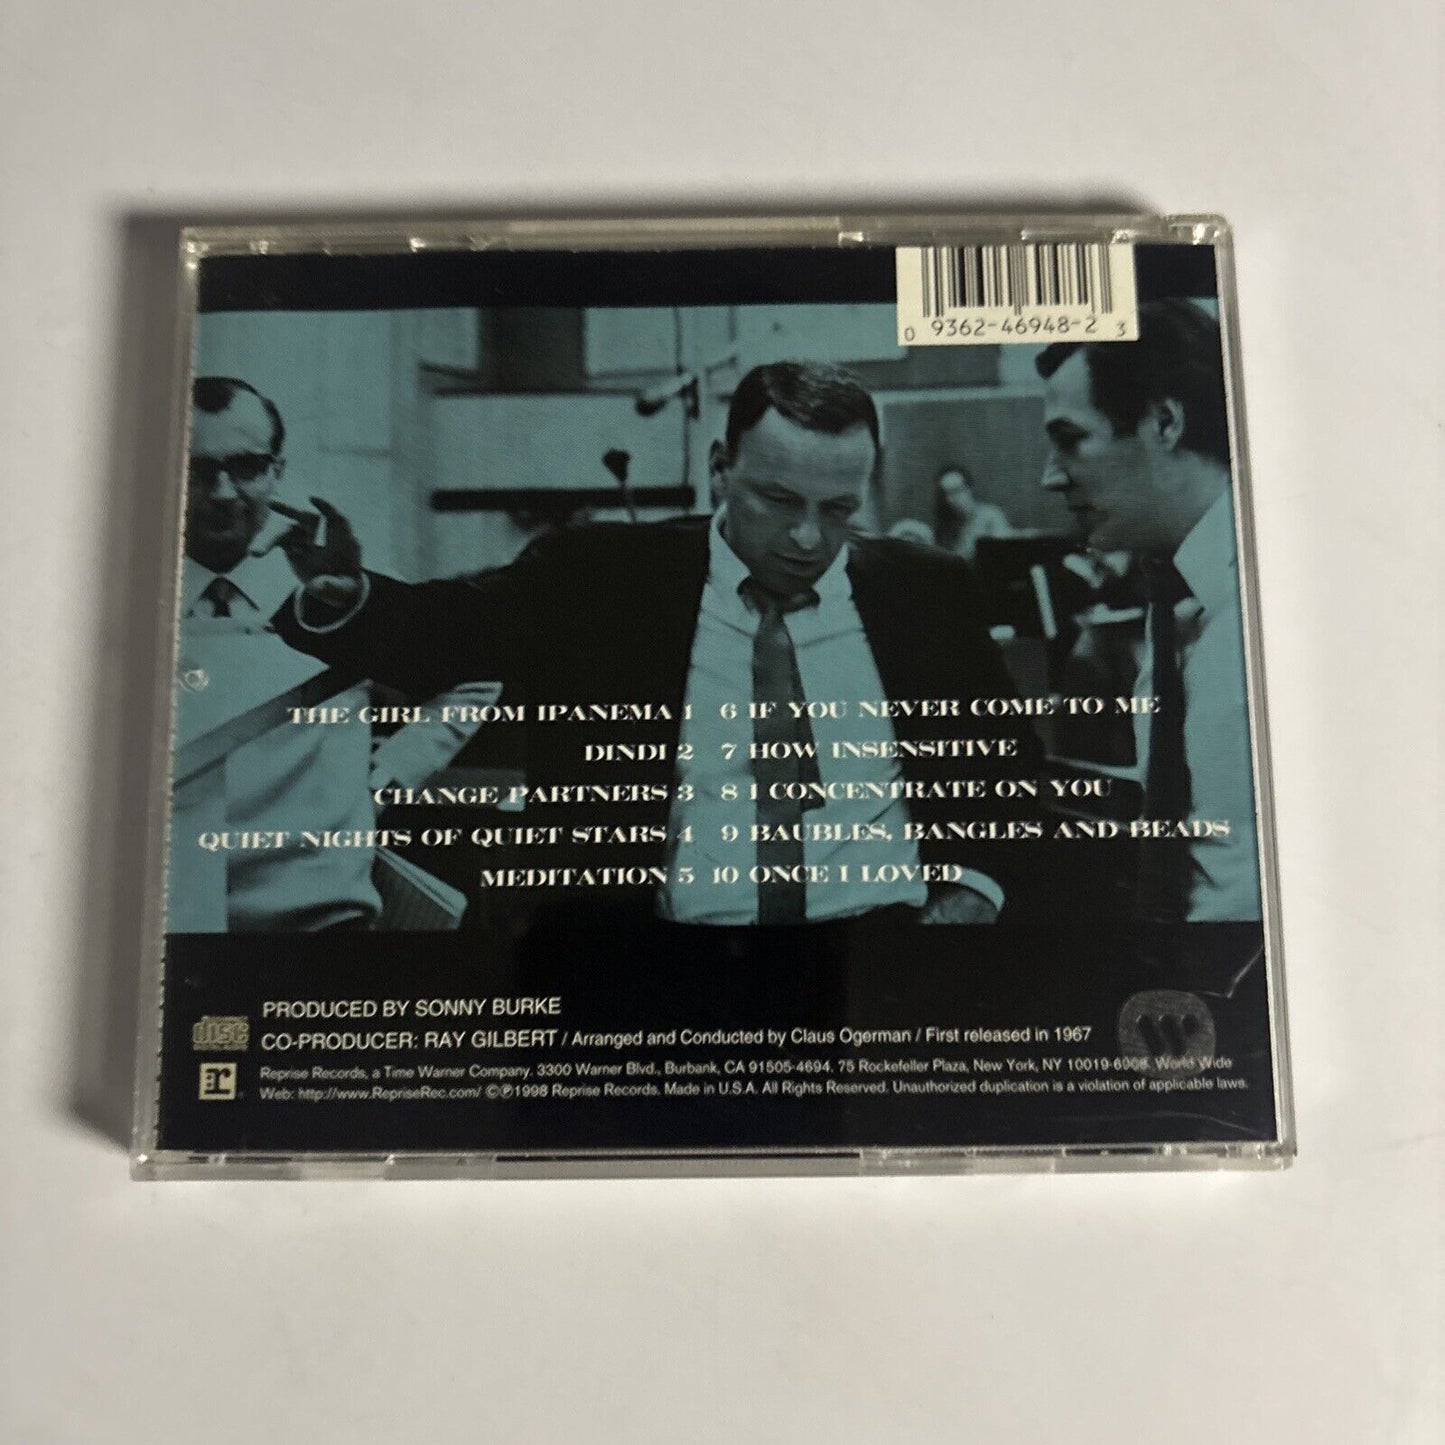 0 9362-46948-2 3
THE GIRL FROM IPANEMA 1
DINDI 2
CHANGE PARTNERS 3
QUIET NIGHTS OF QUIET STARS 4
MEDITATION 5
6 IF YOU NEVER COME TO ME
7 HOW INSENSITIVE
8 I CONCENTRATE ON YOU
9 BAUBLES, BANGLES AND BEADS
10 ONCE I LOVED
PRODUCED BY SONNY BURKE
disc
CO-PRODUCER: RAY GILBERT / Arranged and Conducted by Claus Ogerman / First released in 1967
r
Reprise Records, a Time Warner Company. 3300 Warner Blvd., Burbank, CA 91505-4694. 75 Rockefeller Plaza, New York, NY 10019-6908. World Wide
Web: http://www.RepriseRec.com/ ©℗1998 Reprise Records. Made in U.S.A. All Rights Reserved. Unauthorized duplication is a violation of applicable laws.